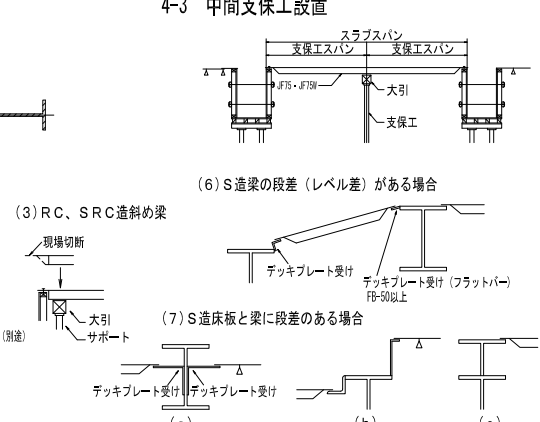 4-3 中間支保工設置
スラブスパン
支保エスパン 支保エスパン
JF75・JF75W
大引
支保工
(3)RC、SRC造斜め梁
現場切断
大引
サポート
(別途)
(6)S造梁の段差（レベル差）がある場合
デッキプレート受け
デッキプレート受け（フラットバー）
FB-50以上
(7)S造床板と梁に段差のある場合
デッキプレート受け デッキプレート受け